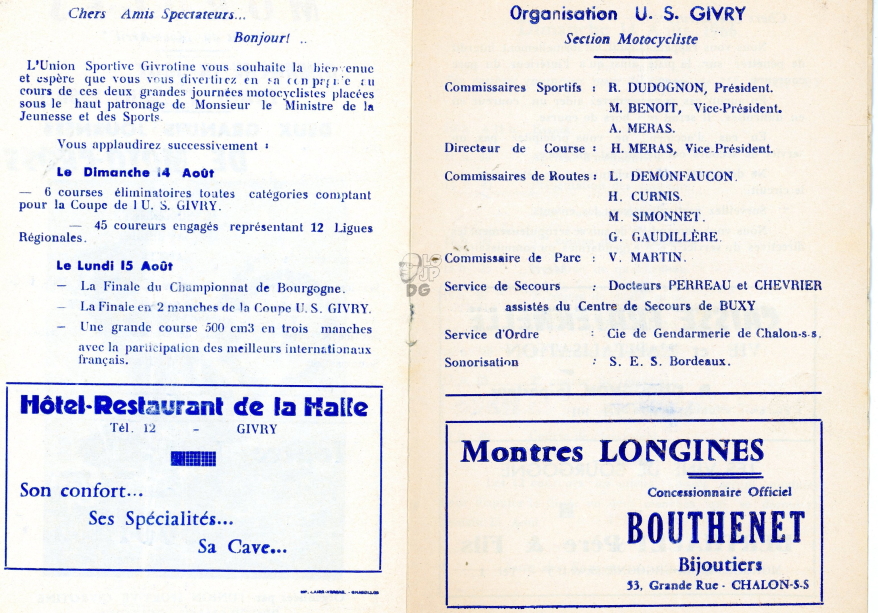 Chers Amis Spectateurs...
Bonjour! ..
L'Union Sportive Givrotine vous souhaite la bienvenue
et espère que vous vous divertirez en sa compagnie au
cours de ces deux grandes journées motocyclistes placées
sous le haut patronage de Monsieur le Ministre de la
Jeunesse et des Sports.
Vous applaudirez successivement :
Le Dimanche 14 Août
— 6 courses éliminatoires toutes catégories comptant
pour la Coupe de l U. S. GIVRY.
— 45 coureurs engagés représentant 12 Ligues
Régionales.
Le Lundi 15 Août
— La Finale du Championnat de Bourgogne.
— La Finale en 2 manches de la Coupe U. S. GIVRY.
— Une grande course 500 cm3 en trois manches
avec la participation des meilleurs internationaux
français.
Hôtel-Restaurant de la Halle
Tél. 12 - GIVRY
Son confort...
Ses Spécialités...
Sa Cave...
Organisation U. S. GIVRY
Section Motocycliste
Commissaires Sportifs : R. DUDOGNON, Président.
M. BENOIT, Vice-Président.
A. MERAS.
Directeur de Course : H. MERAS, Vice-Président.
Commissaires de Routes : L. DEMONFAUCON.
H. CURNIS.
M. SIMONNET.
G. GAUDILLÈRE.
Commissaire de Parc : V. MARTIN.
Service de Secours : Docteurs PERREAU et CHEVRIER
assistés du Centre de Secours de BUXY
Service d'Ordre : Cie de Gendarmerie de Chalon-s-s.
Sonorisation : S. E. S. Bordeaux.
Montres LONGINES
Concessionnaire Officiel
BOUTHENET
Bijoutiers
53, Grande Rue - CHALON-S-S
LO
JP
DG